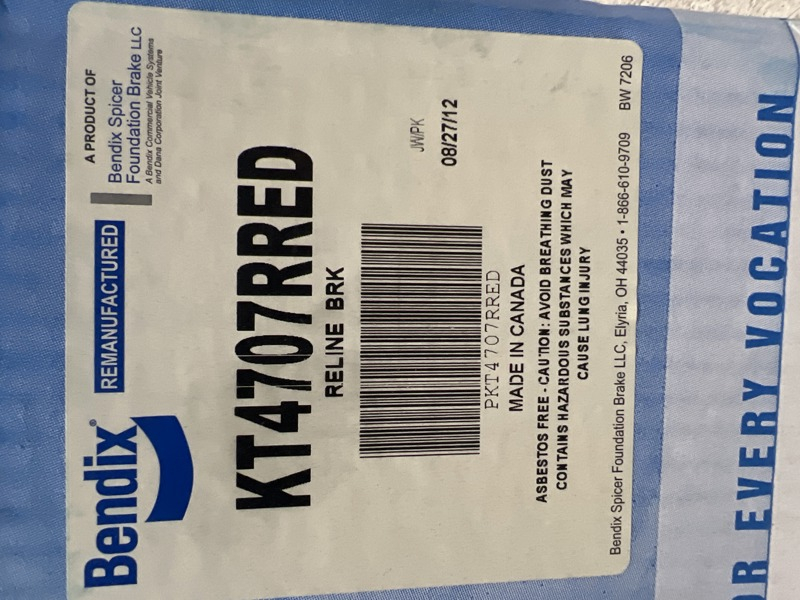 Bendix®
REMANUFACTURED
A PRODUCT OF
Bendix Spicer
Foundation Brake LLC
A Bendix Commercial Vehicle Systems
and Dana Corporation Joint Venture
KT4707RRED
RELINE BRK
JW/PK
08/27/12
PKT4707RRED
MADE IN CANADA
ASBESTOS FREE - CAUTION: AVOID BREATHING DUST
CONTAINS HAZARDOUS SUBSTANCES WHICH MAY
CAUSE LUNG INJURY
Bendix Spicer Foundation Brake LLC, Elyria, OH 44035 • 1-866-610-9709 BW 7206
OR EVERY VOCATION